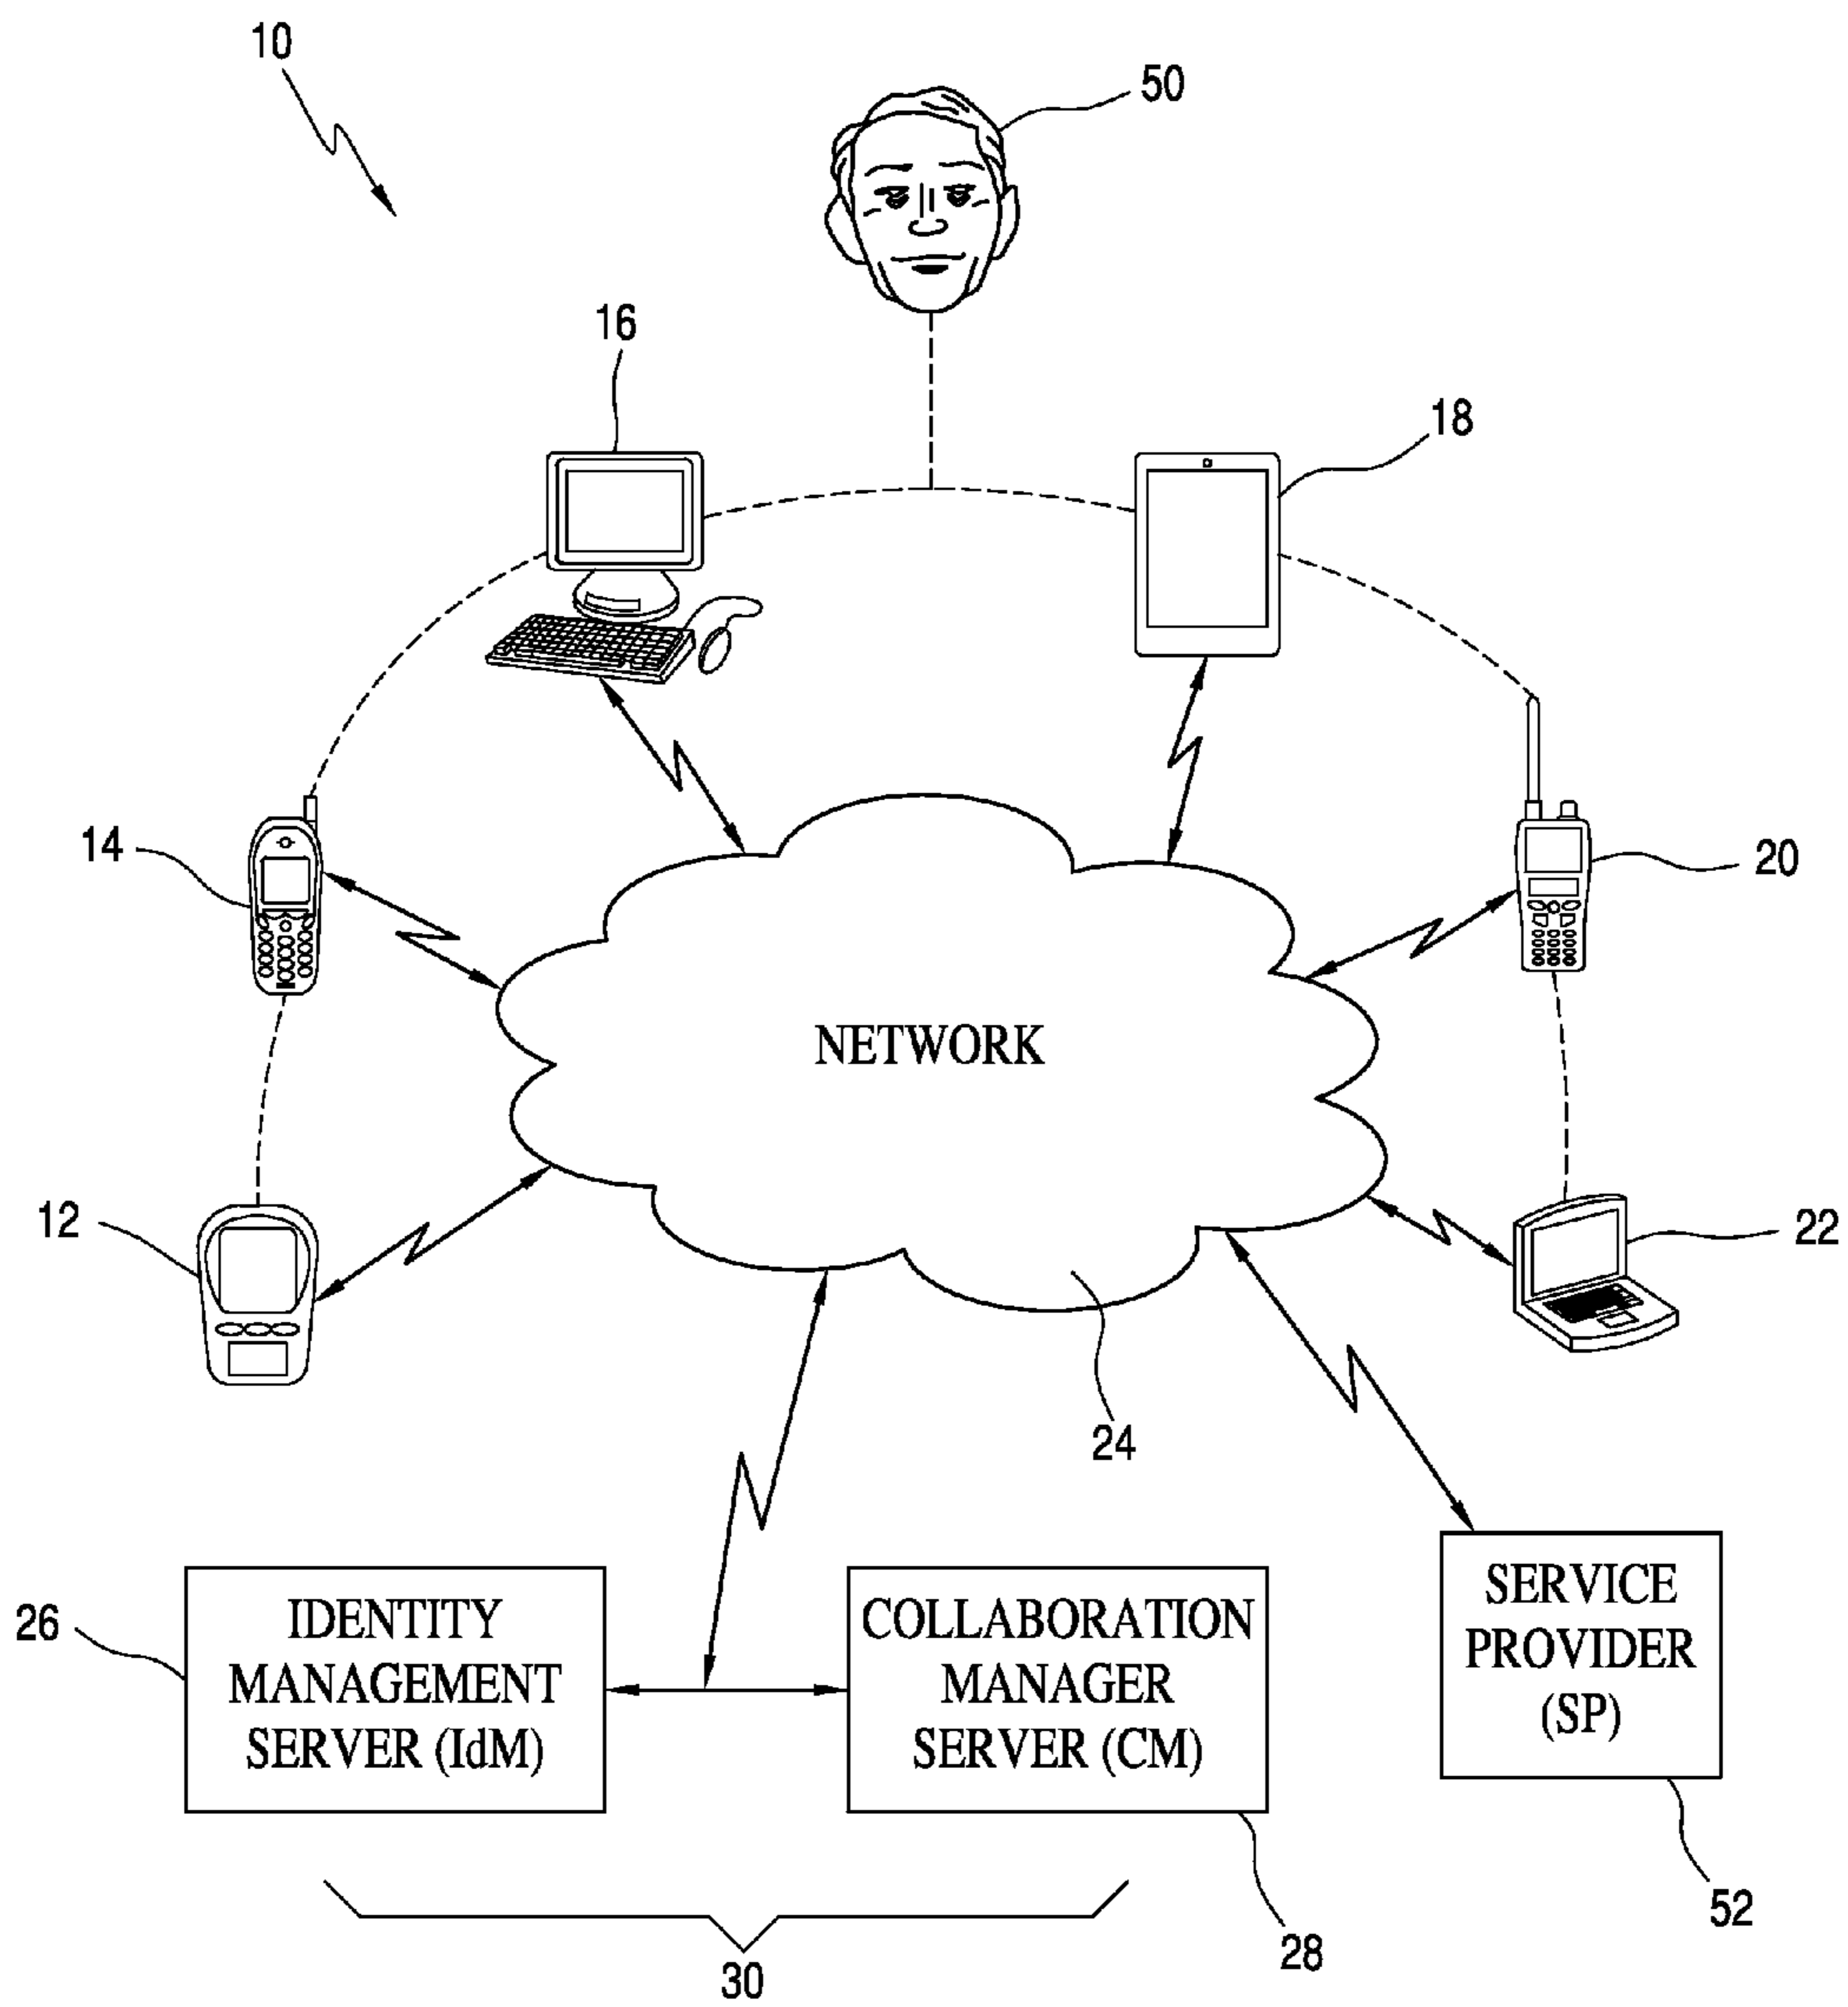 10
50
16
18
14
20
NETWORK
12
22
24
26
IDENTITY
MANAGEMENT
SERVER (IdM)
COLLABORATION
MANAGER
SERVER (CM)
SERVICE
PROVIDER
(SP)
52
28
30